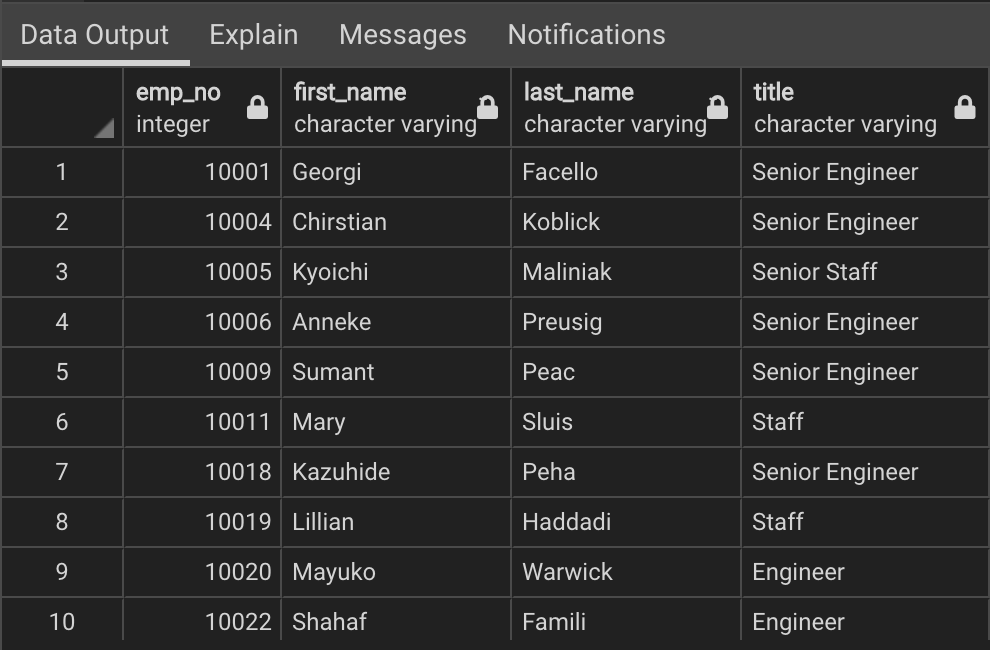 Data Output Explain Messages Notifications
emp_no first_name last_name title
integer character varying character varying character varying
1 10001 Georgi Facello Senior Engineer
2 10004 Chirstian Koblick Senior Engineer
3 10005 Kyoichi Maliniak Senior Staff
4 10006 Anneke Preusig Senior Engineer
5 10009 Sumant Peac Senior Engineer
6 10011 Mary Sluis Staff
7 10018 Kazuhide Peha Senior Engineer
8 10019 Lillian Haddadi Staff
9 10020 Mayuko Warwick Engineer
10 10022 Shahaf Famili Engineer